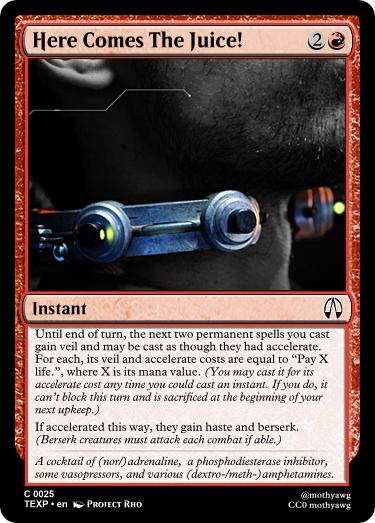 Here Comes The Juice! 2
Instant
Until end of turn, the next two permanent spells you cast
gain veil and may be cast as though they had accelerate.
For each, its veil and accelerate costs are equal to “Pay X
life.”, where X is its mana value. (You may cast it for its
accelerate cost any time you could cast an instant. If you do, it
can’t block this turn and is sacrificed at the beginning of
your next upkeep.)
If accelerated this way, they gain haste and berserk.
(Berserk creatures must attack each combat if able.)
A cocktail of (nor/)adrenaline, a phosphodiesterase inhibitor,
some vasopressors, and various (dextro-/meth-)amphetamines.
C 0025
@mothyawg
TEXP • en Project Rho
CC0 mothyawg